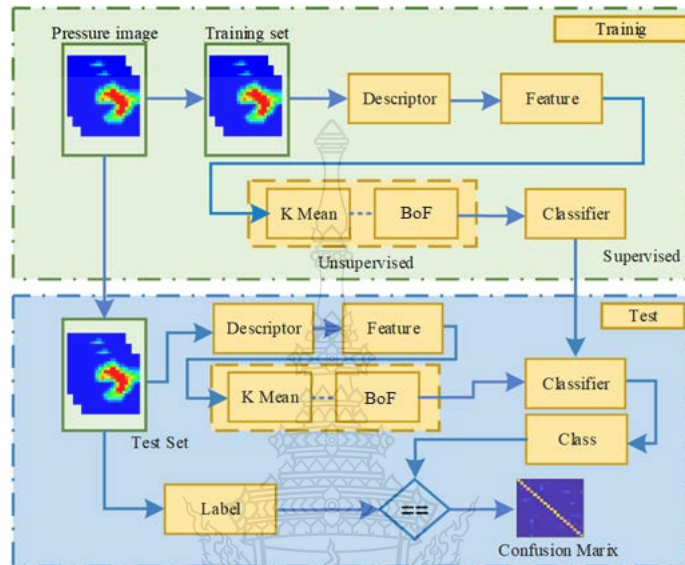 Pressure image
Training set
Trainig
Descriptor
Feature
K Mean
BoF
Classifier
Unsupervised
Supervised
Test
Descriptor
Feature
K Mean
BoF
Classifier
Test Set
Class
Label
==
Confusion Marix